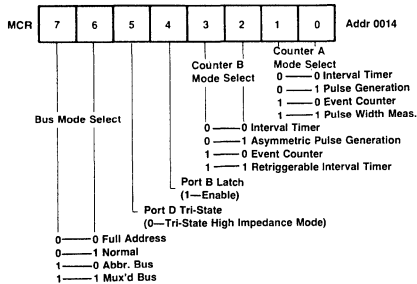 MCR 7 6 5 4 3 2 1 0 Addr 0014
Counter A
Mode Select
0 0 Interval Timer
0 1 Pulse Generation
1 0 Event Counter
1 1 Pulse Width Meas.
Counter B
Mode Select
0 0 Interval Timer
0 1 Asymmetric Pulse Generation
1 0 Event Counter
1 1 Retriggerable Interval Timer
Port B Latch
(1—Enable)
Port D Tri-State
(0—Tri-State High Impedance Mode)
Bus Mode Select
0 0 Full Address
0 1 Normal
1 0 Abbr. Bus
1 1 Mux'd Bus